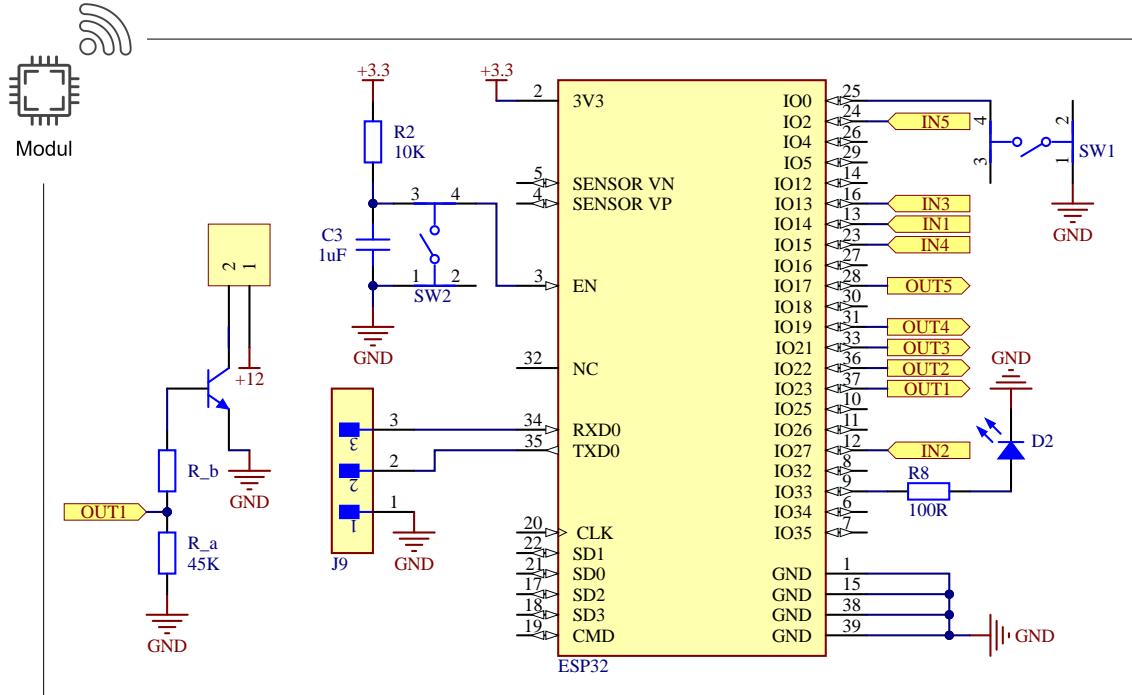 Modul
2
1
+12
GND
R_b
OUT1
R_a
45K
GND
+3.3
R2
10K
3
4
C3
1uF
1
2
SW2
GND
3
2
1
3
2
1
J9
GND
+3.3
2
3V3
5
SENSOR VN
4
SENSOR VP
3
EN
32
NC
34
RXD0
35
TXD0
20
CLK
22
SD1
21
SD0
17
SD2
18
SD3
19
CMD
ESP32
IO0
25
IO2
24
IN5
IO4
26
IO5
29
IO12
14
IO13
16
IN3
IO14
13
IN1
IO15
23
IN4
IO16
27
IO17
28
OUT5
IO18
30
IO19
31
OUT4
IO21
33
OUT3
IO22
36
OUT2
IO23
37
OUT1
IO25
10
IO26
11
IO27
12
IN2
IO32
8
IO33
9
IO34
6
IO35
7
GND
1
GND
15
GND
38
GND
39
GND
4
3
2
1
SW1
GND
GND
D2
R8
100R